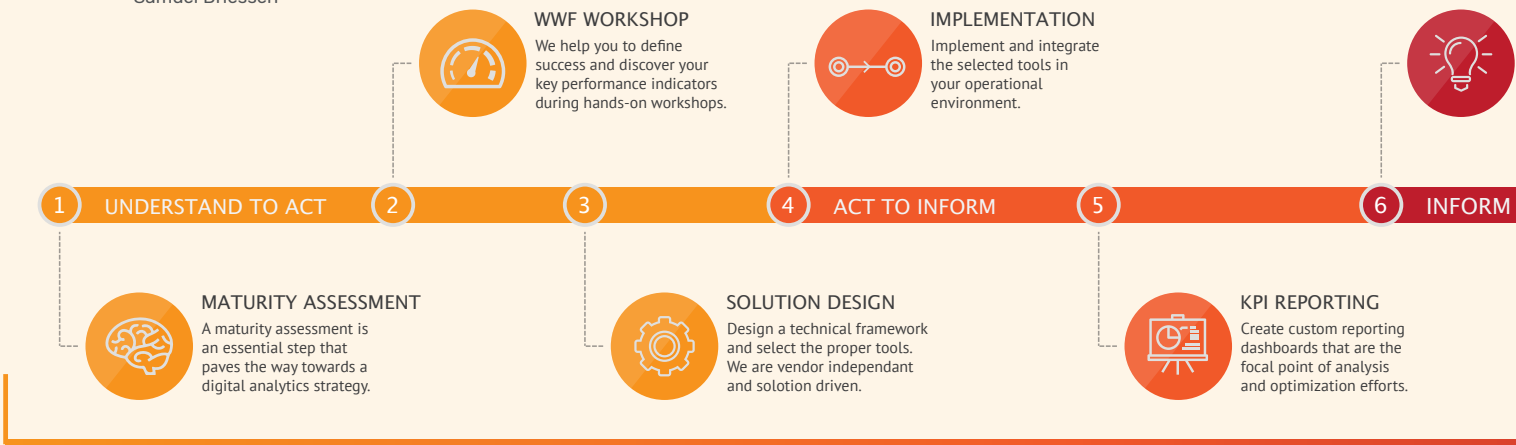 Samuel Driessen
WWF WORKSHOP
We help you to define
success and discover your
key performance indicators
during hands-on workshops.
IMPLEMENTATION
Implement and integrate
the selected tools in
your operational
environment.
1 UNDERSTAND TO ACT 2 3 4 ACT TO INFORM 5 6 INFORM
MATURITY ASSESSMENT
A maturity assessment is
an essential step that
paves the way towards a
digital analytics strategy.
SOLUTION DESIGN
Design a technical framework
and select the proper tools.
We are vendor independant
and solotion driven.
KPI REPORTING
Create custom reporting
dashboards that are the
focal point of analysis
and optimization efforts.